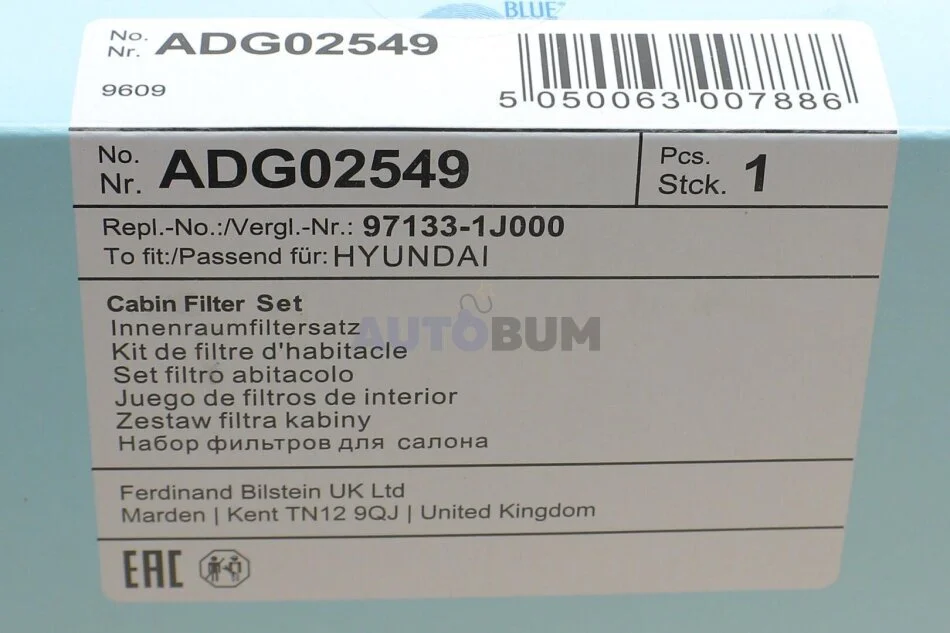 BLUE
No.
Nr. ADG02549
9609
5 050063 007886
No.
Nr. ADG02549
Pcs.
Stck. 1
Repl.-No.:/Vergl.-Nr.: 97133-1J000
To fit:/Passend für: HYUNDAI
Cabin Filter Set
Innenraumfiltersatz
AUTOBUM
Kit de filtre d'habitacle
Set filtro abitacolo
Juego de filtros de interior
Zestaw filtra kabiny
Набор фильтров для салона
Ferdinand Bilstein UK Ltd
Marden | Kent TN12 9QJ | United Kingdom
EAC